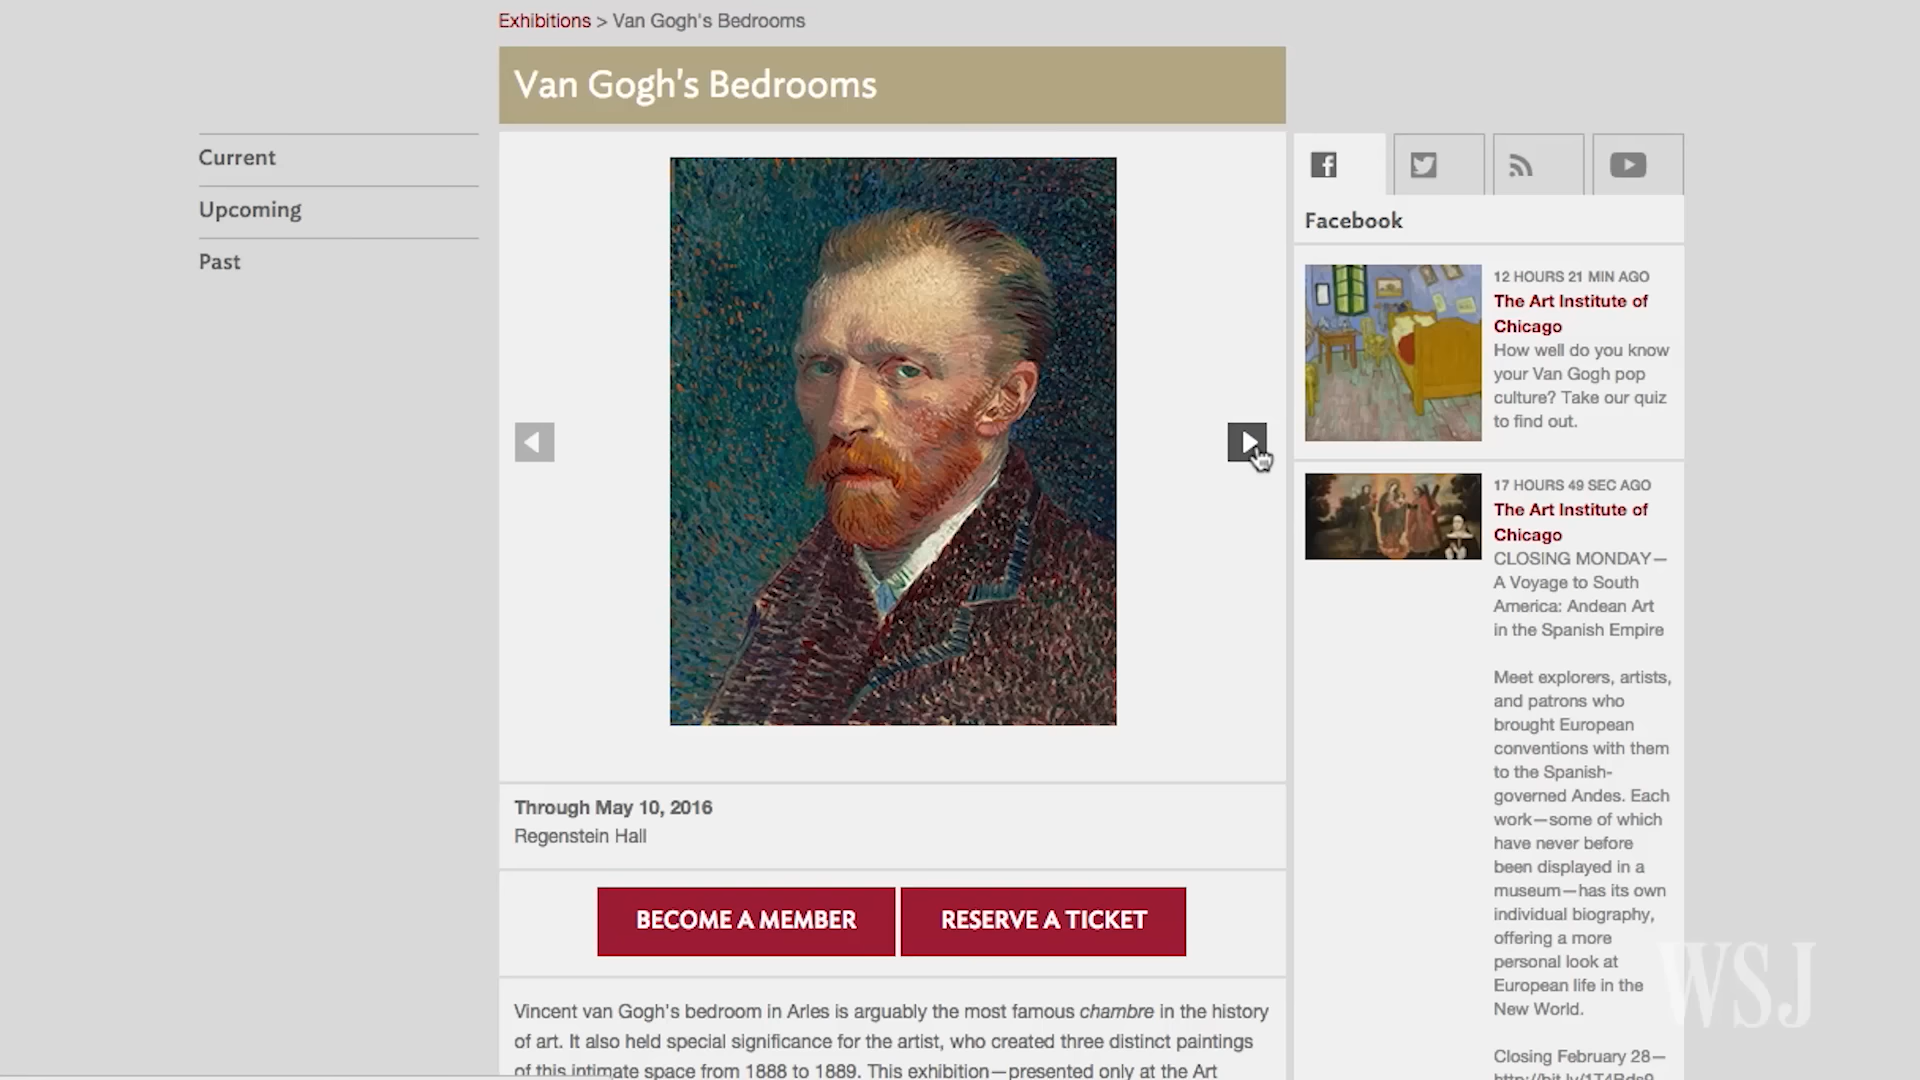 Exhibitions > Van Gogh's Bedrooms
Van Gogh's Bedrooms
Current
Upcoming
Past
Through May 10, 2016
Regenstein Hall
BECOME A MEMBER
RESERVE A TICKET
Vincent van Gogh's bedroom in Arles is arguably the most famous chambre in the history
of art. It also held special significance for the artist, who created three distinct paintings
of this intimate space from 1888 to 1889. This exhibition—presented only at the Art
Facebook
12 HOURS 21 MIN AGO
The Art Institute of
Chicago
How well do you know
your Van Gogh pop
culture? Take our quiz
to find out.
17 HOURS 49 SEC AGO
The Art Institute of
Chicago
CLOSING MONDAY—
A Voyage to South
America: Andean Art
in the Spanish Empire
Meet explorers, artists,
and patrons who
brought European
conventions with them
to the Spanish-
governed Andes. Each
work—some of which
have never before
been displayed in a
museum—has its own
individual biography,
offering a more
personal look at
European life in the
New World.
Closing February 28—
WSJ